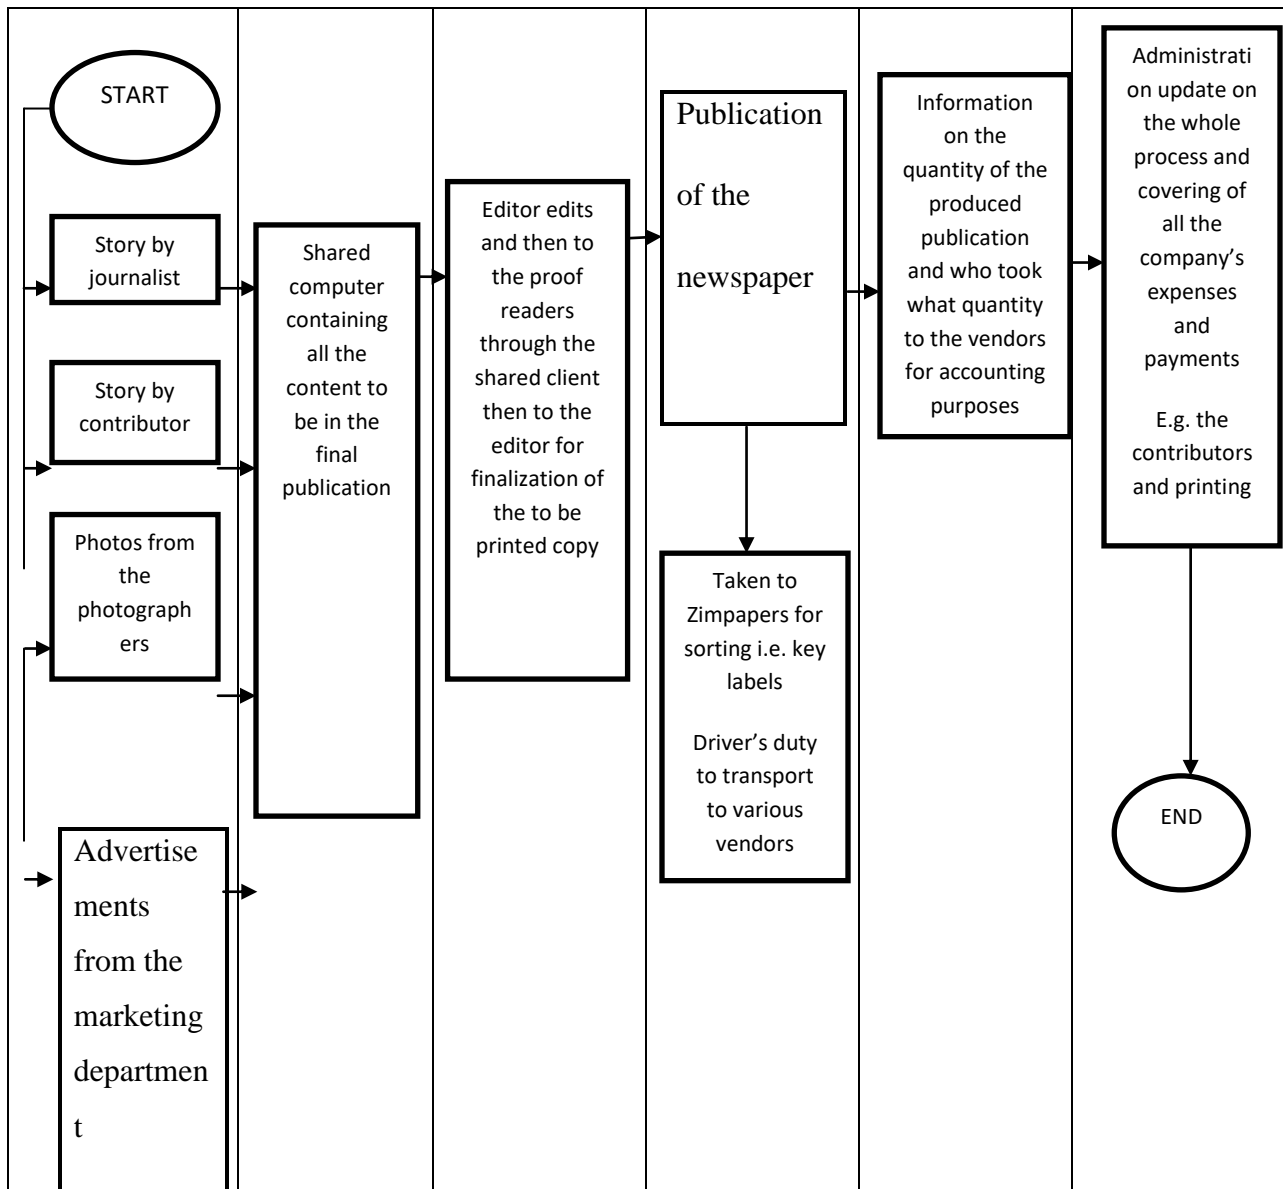 START
Story by
journalist
Story by
contributor
Photos from
the
photograph
ers
Advertise
ments
from the
marketing
departmen
t
Shared
computer
containing
all the
content to
be in the
final
publication
Editor edits
and then to
the proof
readers
through the
shared client
then to the
editor for
finalization of
the to be
printed copy
Publication
of the
newspaper
Taken to
Zimpapers for
sorting i.e. key
labels
Driver’s duty
to transport
to various
vendors
Information
on the
quantity of the
produced
publication
and who took
what quantity
to the vendors
for accounting
purposes
Administrati
on update on
the whole
process and
covering of
all the
company’s
expenses
and
payments
E.g. the
contributors
and printing
END